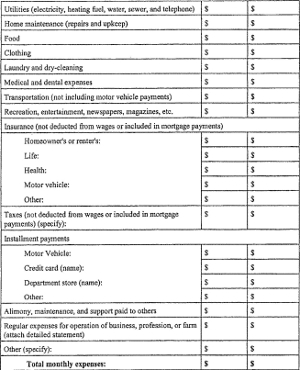 Utilities (electricity, heating fuel, water, sewer, and telephone) $ $
Home maintenance (repairs and upkeep) $ $
Food $ $
Clothing $ $
Laundry and dry-cleaning $ $
Medical and dental expenses $ $
Transportation (not including motor vehicle payments) $ $
Recreation, entertainment, newspapers, magazines, etc. $ $
Insurance (not deducted from wages or included in mortgage payments)
Homeowner's or renter's: $ $
Life: $ $
Health: $ $
Motor vehicle: $ $
Other: $ $
Taxes (not deducted from wages or included in mortgage $ $
payments) (specify):
Installment payments
Motor Vehicle: $ $
Credit card (name): $ $
Department store (name): $ $
Other: $ $
Alimony, maintenance, and support paid to others $ $
Regular expenses for operation of business, profession, or farm $ $
(attach detailed statement)
Other (specify): $ $
Total monthly expenses: $ $